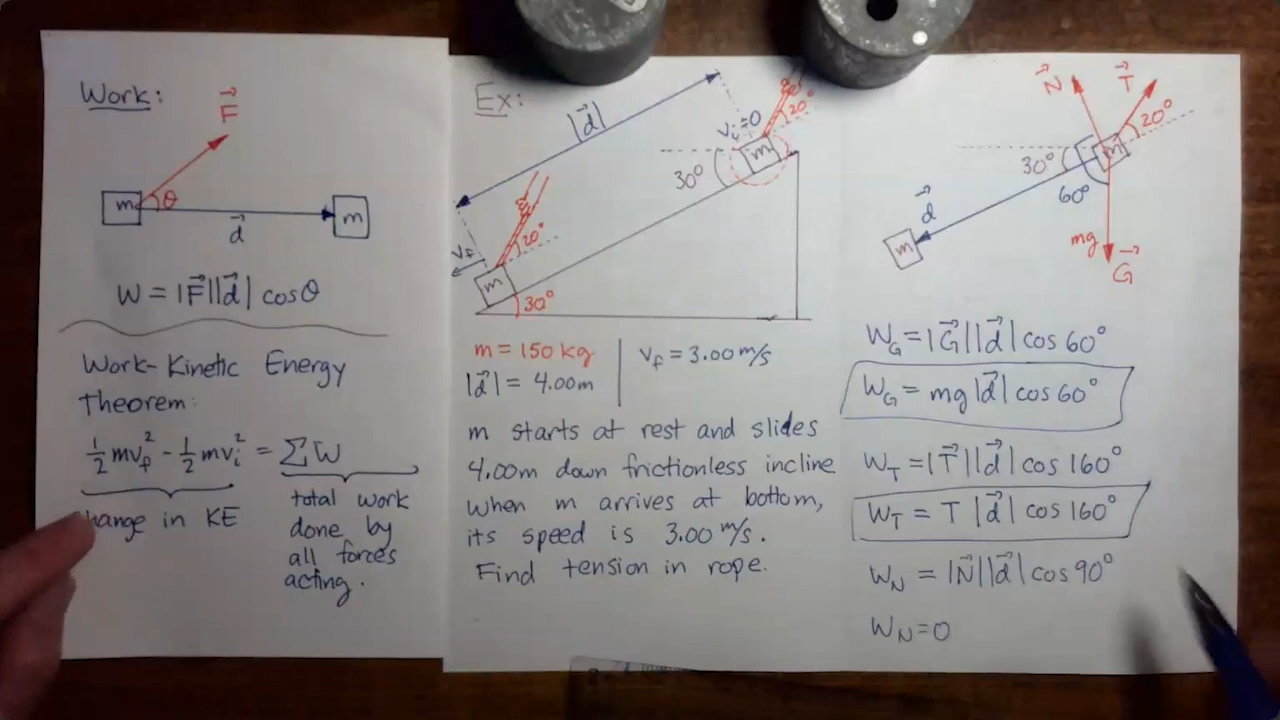 Work:
F⃗
m θ m
d⃗
W = |F⃗||d⃗| cosθ
Work-Kinetic Energy
Theorem:
½mv_f² - ½mv_i² = ΣW
change in KE
total work
done by
all forces
acting.
Ex:
|d⃗|
v_i=0
20°
m
30°
20°
v_f
m
30°
m = 150 kg
|d⃗| = 4.00m
v_f = 3.00 m/s
m starts at rest and slides
4.00m down frictionless incline
when m arrives at bottom,
its speed is 3.00 m/s.
Find tension in rope.
N⃗ T⃗
20°
m
30°
60°
d⃗
m
mg
G⃗
W_G = |G⃗||d⃗| cos 60°
W_G = mg|d⃗| cos 60°
W_T = |T⃗||d⃗| cos 160°
W_T = T |d⃗| cos 160°
W_N = |N⃗||d⃗| cos 90°
W_N = 0